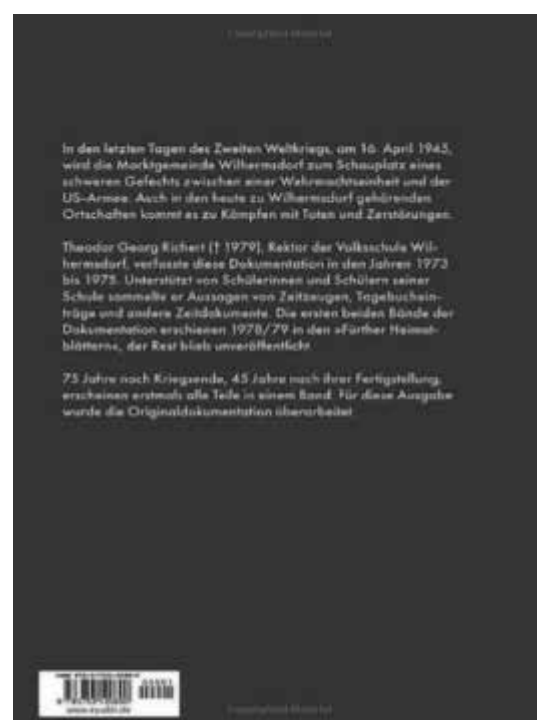 In den letzten Tagen des Zweiten Weltkriegs, am 16. April 1945,
wird die Marktgemeinde Wilhermsdorf zum Schauplatz eines
schweren Gefechts zwischen einer Wehrmachtseinheit und der
US-Armee. Auch in den heute zu Wilhermsdorf gehörenden
Ortschaften kommt es zu Kämpfen mit Toten und Zerstörungen.
Theodor Georg Richert († 1979), Rektor der Volksschule Wil-
hermsdorf, verfasste diese Dokumentation in den Jahren 1973
bis 1975. Unterstützt von Schülerinnen und Schülern seiner
Schule sammelte er Aussagen von Zeitzeugen, Tagebuchein-
träge und andere Zeitdokumente. Die ersten beiden Bände der
Dokumentation erschienen 1978/79 in den »Fürther Heimat-
blättern«, der Rest blieb unveröffentlicht.
75 Jahre nach Kriegsende, 45 Jahre nach ihrer Fertigstellung,
erscheinen erstmals alle Teile in einem Band. Für diese Ausgabe
wurde die Originaldokumentation überarbeitet.